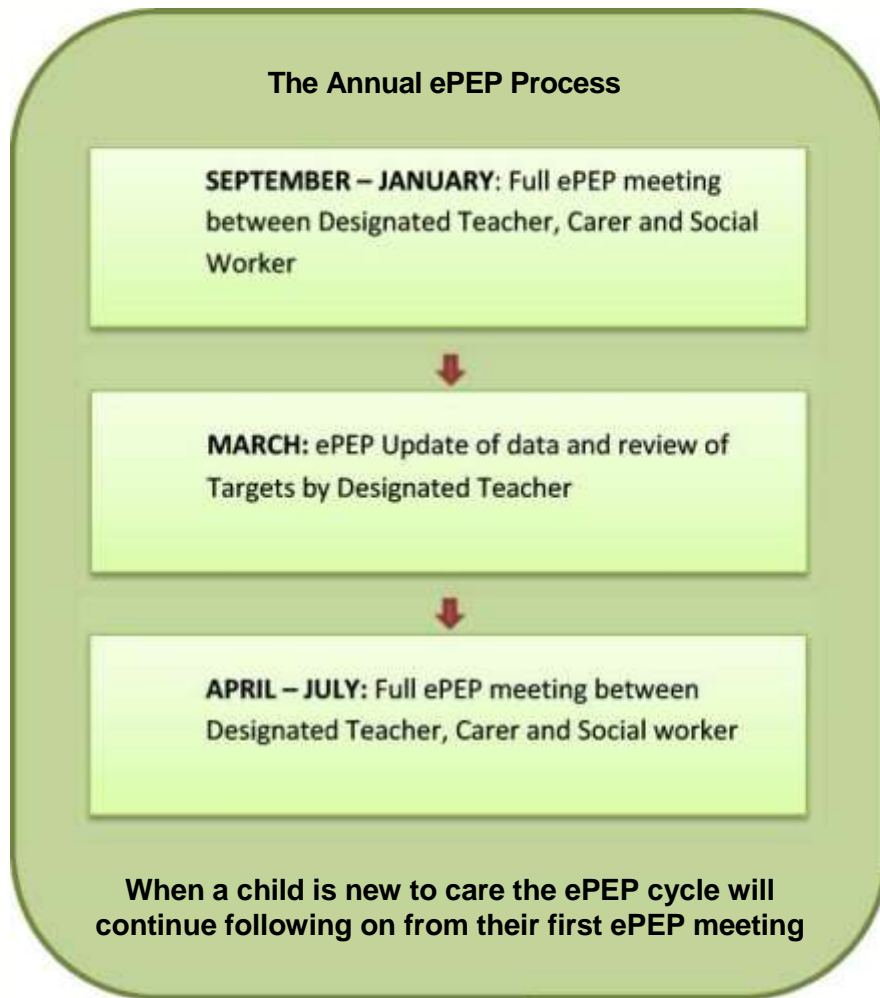 The Annual ePEP Process
SEPTEMBER – JANUARY: Full ePEP meeting
between Designated Teacher, Carer and Social
Worker
MARCH: ePEP Update of data and review of
Targets by Designated Teacher
APRIL – JULY: Full ePEP meeting between
Designated Teacher, Carer and Social worker
When a child is new to care the ePEP cycle will
continue following on from their first ePEP meeting